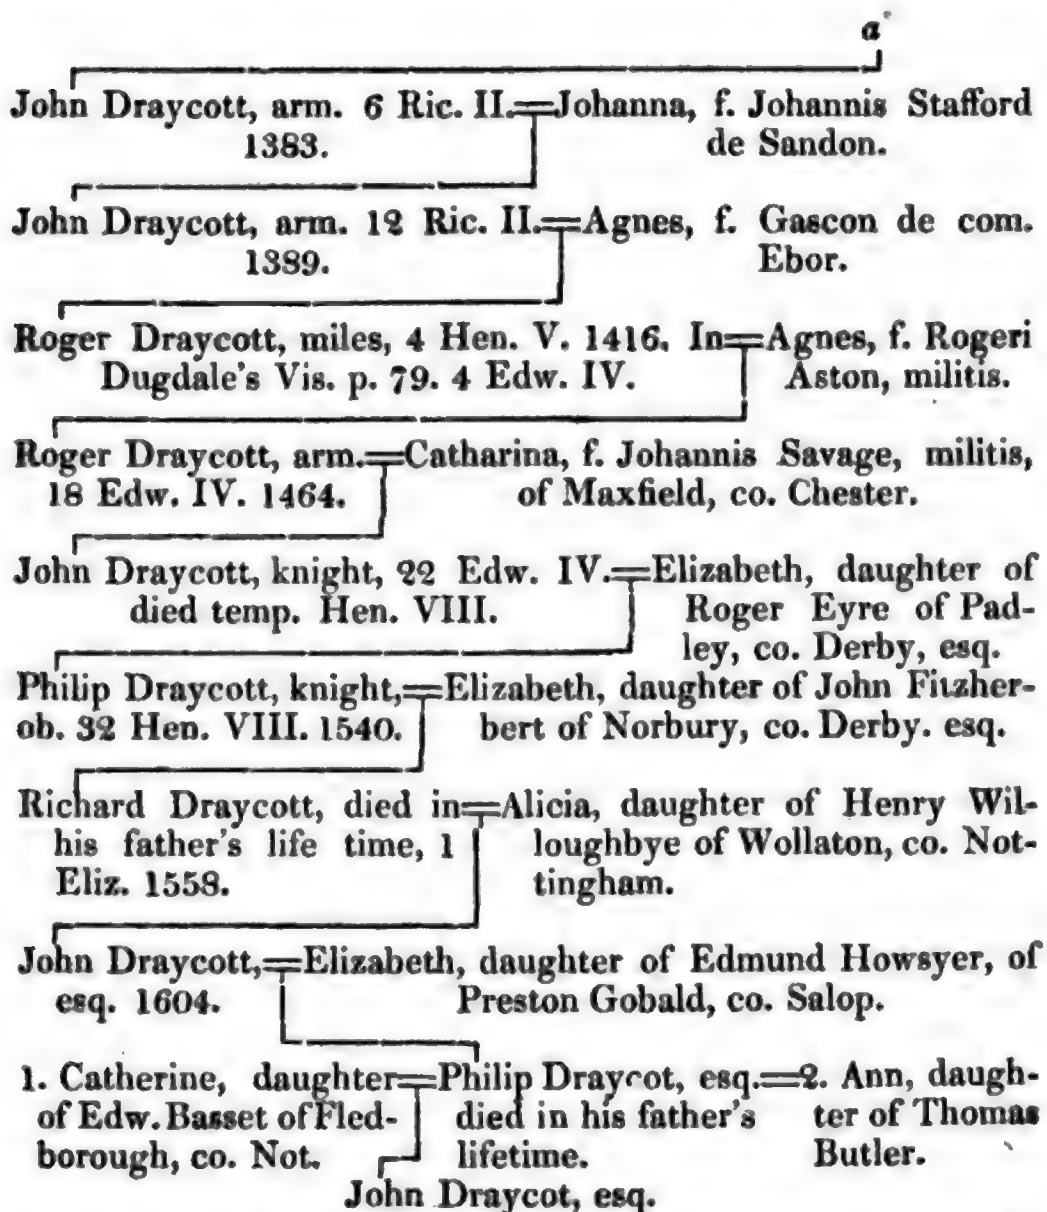 a
John Draycott, arm. 6 Ric. II.=Johanna, f. Johannis Stafford
1383. de Sandon.
John Draycott, arm. 12 Ric. II.=Agnes, f. Gascon de com.
1389. Ebor.
Roger Draycott, miles, 4 Hen. V. 1416. In=Agnes, f. Rogeri
Dugdale's Vis. p. 79. 4 Edw. IV. Aston, militis.
Roger Draycott, arm.=Catharina, f. Johannis Savage, militis,
18 Edw. IV. 1464. of Maxfield, co. Chester.
John Draycott, knight, 22 Edw. IV.=Elizabeth, daughter of
died temp. Hen. VIII. Roger Eyre of Pad-
ley, co. Derby, esq.
Philip Draycott, knight,=Elizabeth, daughter of John Fitzher-
ob. 32 Hen. VIII. 1540. bert of Norbury, co. Derby. esq.
Richard Draycott, died in=Alicia, daughter of Henry Wil-
his father's life time, 1 loughbye of Wollaton, co. Not-
Eliz. 1558. tingham.
John Draycott,=Elizabeth, daughter of Edmund Howsyer, of
esq. 1604. Preston Gobald, co. Salop.
1. Catherine, daughter=Philip Draycot, esq.=2. Ann, daugh-
of Edw. Basset of Fled- died in his father's ter of Thomas
borough, co. Not. lifetime. Butler.
John Draycot, esq.